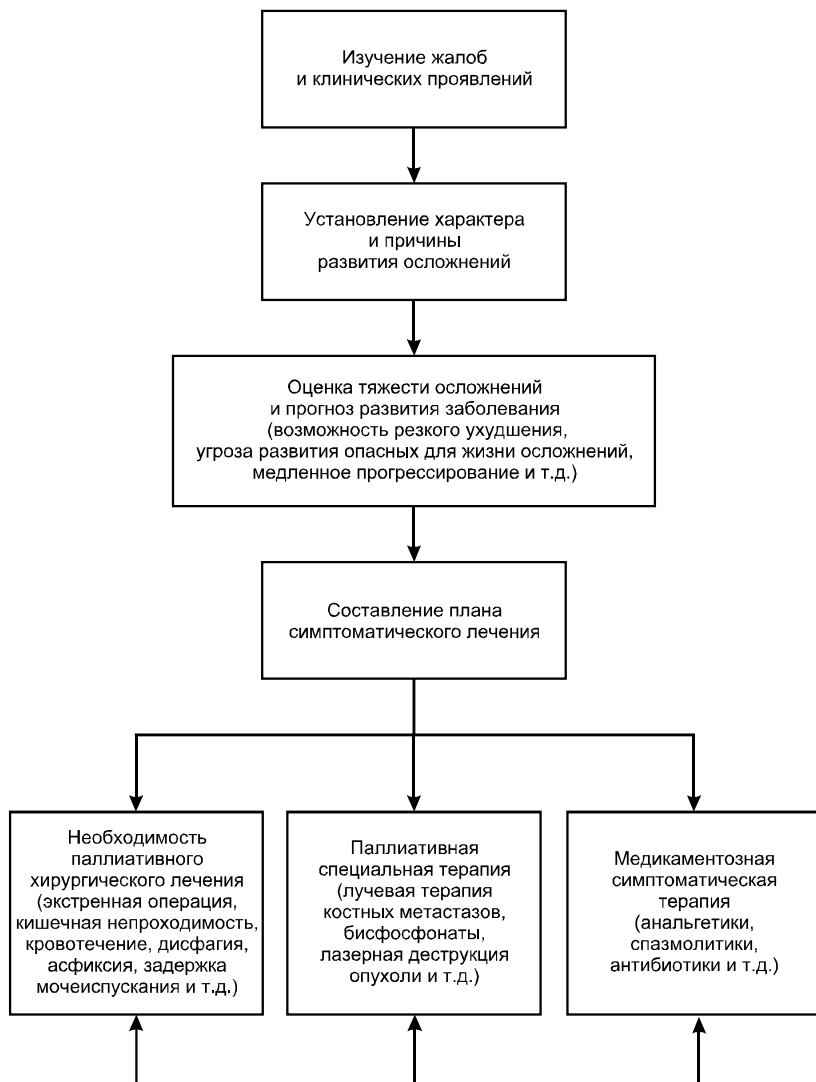 Изучение жалоб
и клинических проявлений
Установление характера
и причины
развития осложнений
Оценка тяжести осложнений
и прогноз развития заболевания
(возможность резкого ухудшения,
угроза развития опасных для жизни осложнений,
медленное прогрессирование и т.д.)
Составление плана
симптоматического лечения
Необходимость
паллиативного
хирургического лечения
(экстренная операция,
кишечная непроходимость,
кровотечение, дисфагия,
асфиксия, задержка
мочеиспускания и т.д.)
Паллиативная
специальная терапия
(лучевая терапия
костных метастазов,
бисфосфонаты,
лазерная деструкция
опухоли и т.д.)
Медикаментозная
симптоматическая
терапия
(анальгетики,
спазмолитики,
антибиотики и т.д.)